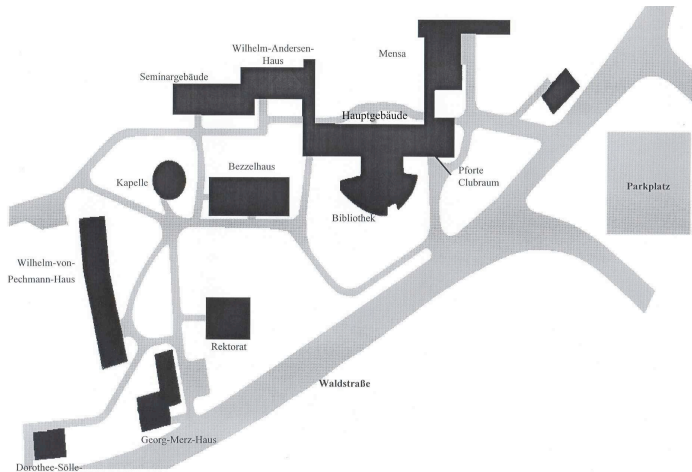 Wilhelm-Andersen-
Haus
Mensa
Seminargebäude
Hauptgebäude
Kapelle
Bezzelhaus
Pforte
Clubraum
Parkplatz
Bibliothek
Wilhelm-von-
Pechmann-Haus
Rektorat
Waldstraße
Georg-Merz-Haus
Dorothee-Sölle-